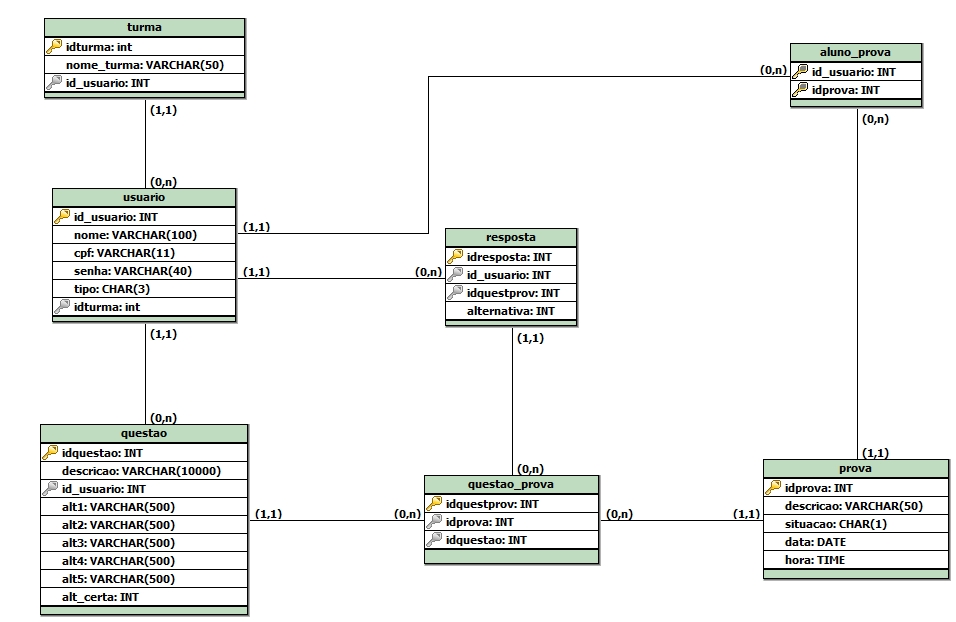 turma
idturma: int
nome_turma: VARCHAR(50)
id_usuario: INT
(1,1)
(0,n)
usuario
id_usuario: INT
nome: VARCHAR(100)
cpf: VARCHAR(11)
senha: VARCHAR(40)
tipo: CHAR(3)
idturma: int
(1,1)
(1,1)
(1,1)
(0,n)
questao
idquestao: INT
descricao: VARCHAR(10000)
id_usuario: INT
alt1: VARCHAR(500)
alt2: VARCHAR(500)
alt3: VARCHAR(500)
alt4: VARCHAR(500)
alt5: VARCHAR(500)
alt_certa: INT
(1,1)
(0,n)
resposta
idresposta: INT
id_usuario: INT
idquestprov: INT
alternativa: INT
(1,1)
(0,n)
questao_prova
idquestprov: INT
idprova: INT
idquestao: INT
(0,n)
(0,n)
(0,n)
aluno_prova
id_usuario: INT
idprova: INT
(0,n)
(1,1)
(1,1)
prova
idprova: INT
descricao: VARCHAR(50)
situacao: CHAR(1)
data: DATE
hora: TIME